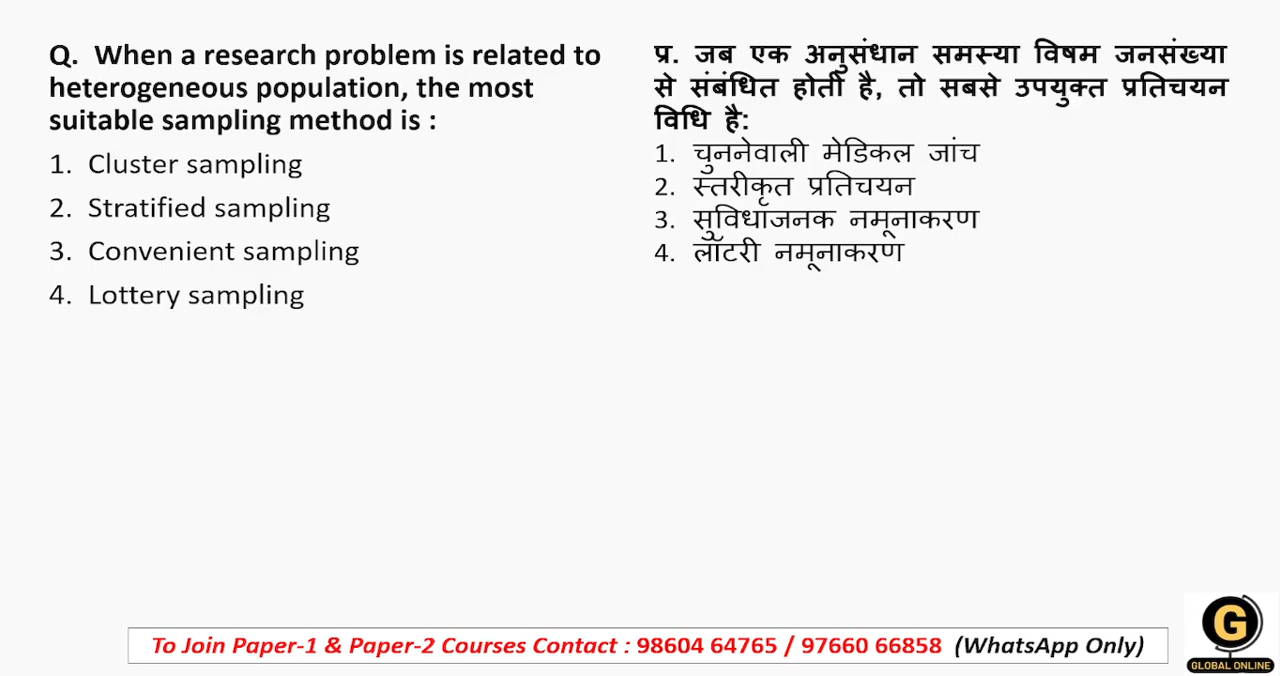 Q. When a research problem is related to
heterogeneous population, the most
suitable sampling method is :
1. Cluster sampling
2. Stratified sampling
3. Convenient sampling
4. Lottery sampling
प्र. जब एक अनुसंधान समस्या विषम जनसंख्या
से संबंधित होती है, तो सबसे उपयुक्त प्रतिचयन
विधि है:
1. चुननेवाली मेडिकल जांच
2. स्तरीकृत प्रतिचयन
3. सुविधाजनक नमूनाकरण
4. लॉटरी नमूनाकरण
To Join Paper-1 & Paper-2 Courses Contact : 98604 64765 / 97660 66858 (WhatsApp Only)
G
GLOBAL ONLINE